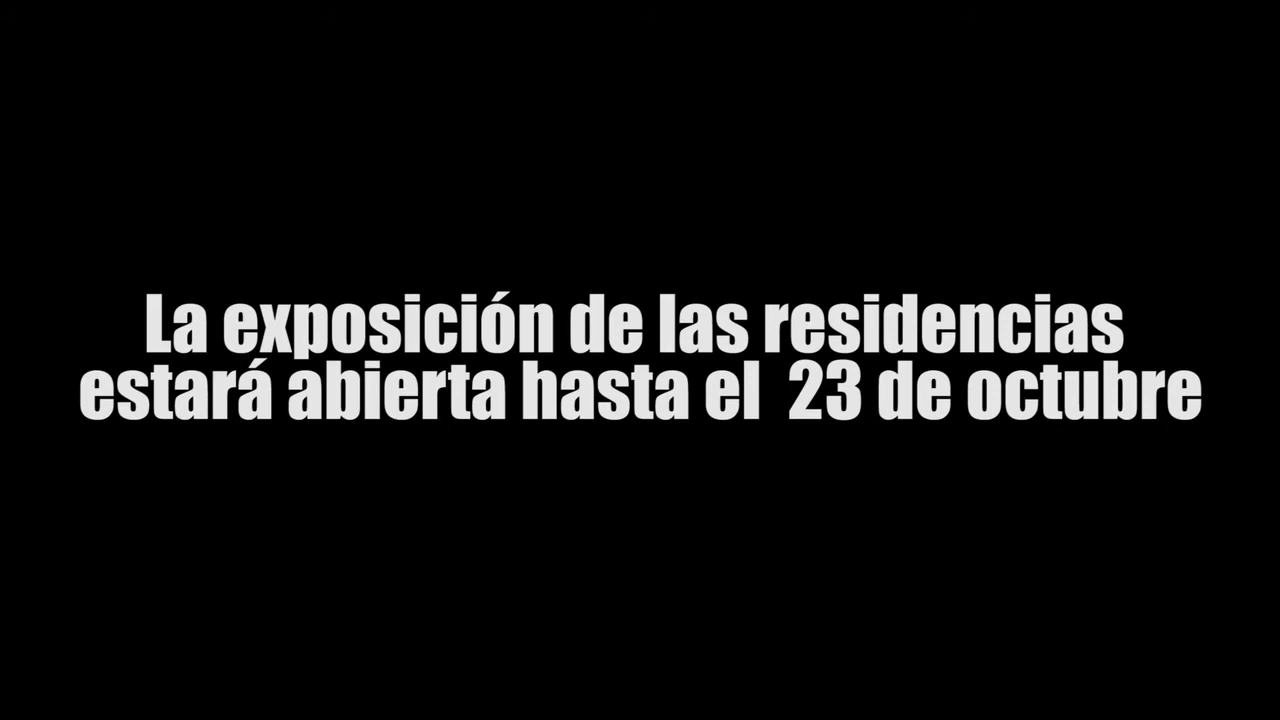 La exposición de las residencias
estará abierta hasta el  23 de octubre